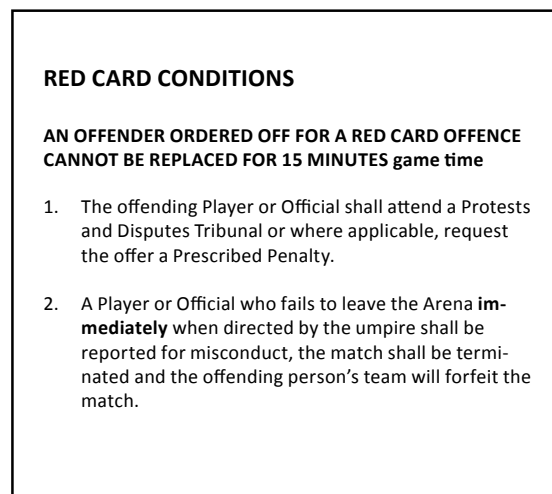 RED CARD CONDITIONS
AN OFFENDER ORDERED OFF FOR A RED CARD OFFENCE
CANNOT BE REPLACED FOR 15 MINUTES game time
1. The offending Player or Official shall attend a Protests
and Disputes Tribunal or where applicable, request
the offer a Prescribed Penalty.
2. A Player or Official who fails to leave the Arena im-
mediately when directed by the umpire shall be
reported for misconduct, the match shall be termi-
nated and the offending person's team will forfeit the
match.